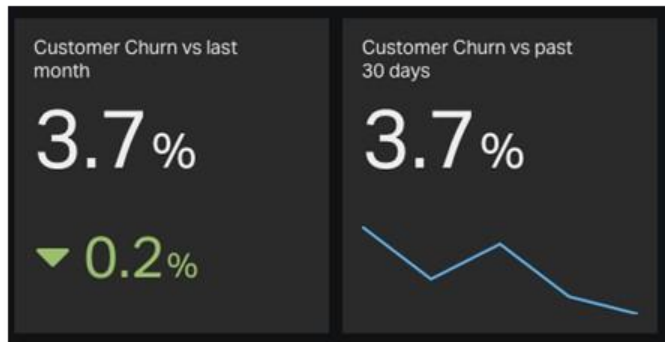 Customer Churn vs last
month
3.7%
0.2%
Customer Churn vs past
30 days
3.7%